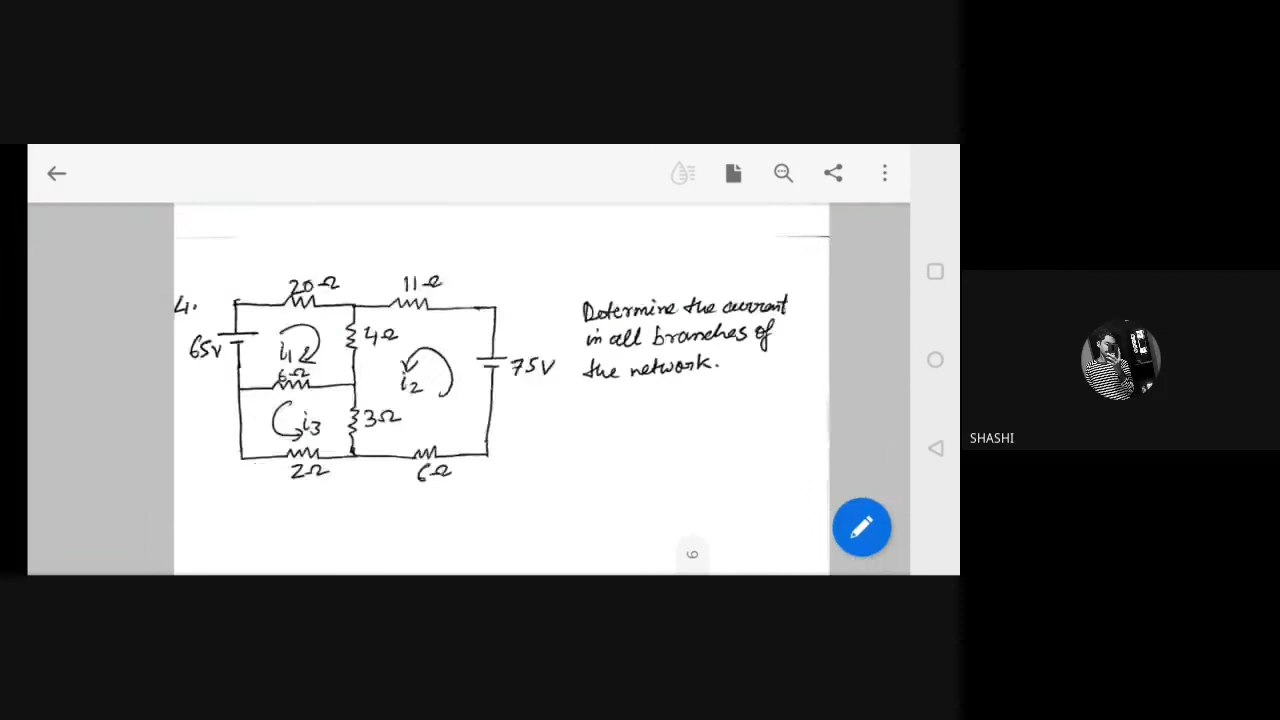 4.
20Ω
11Ω
65V
4Ω
75V
i1
6Ω
i2
i3
3Ω
2Ω
6Ω
Determine the current
in all branches of
the network.
6
SHASHI